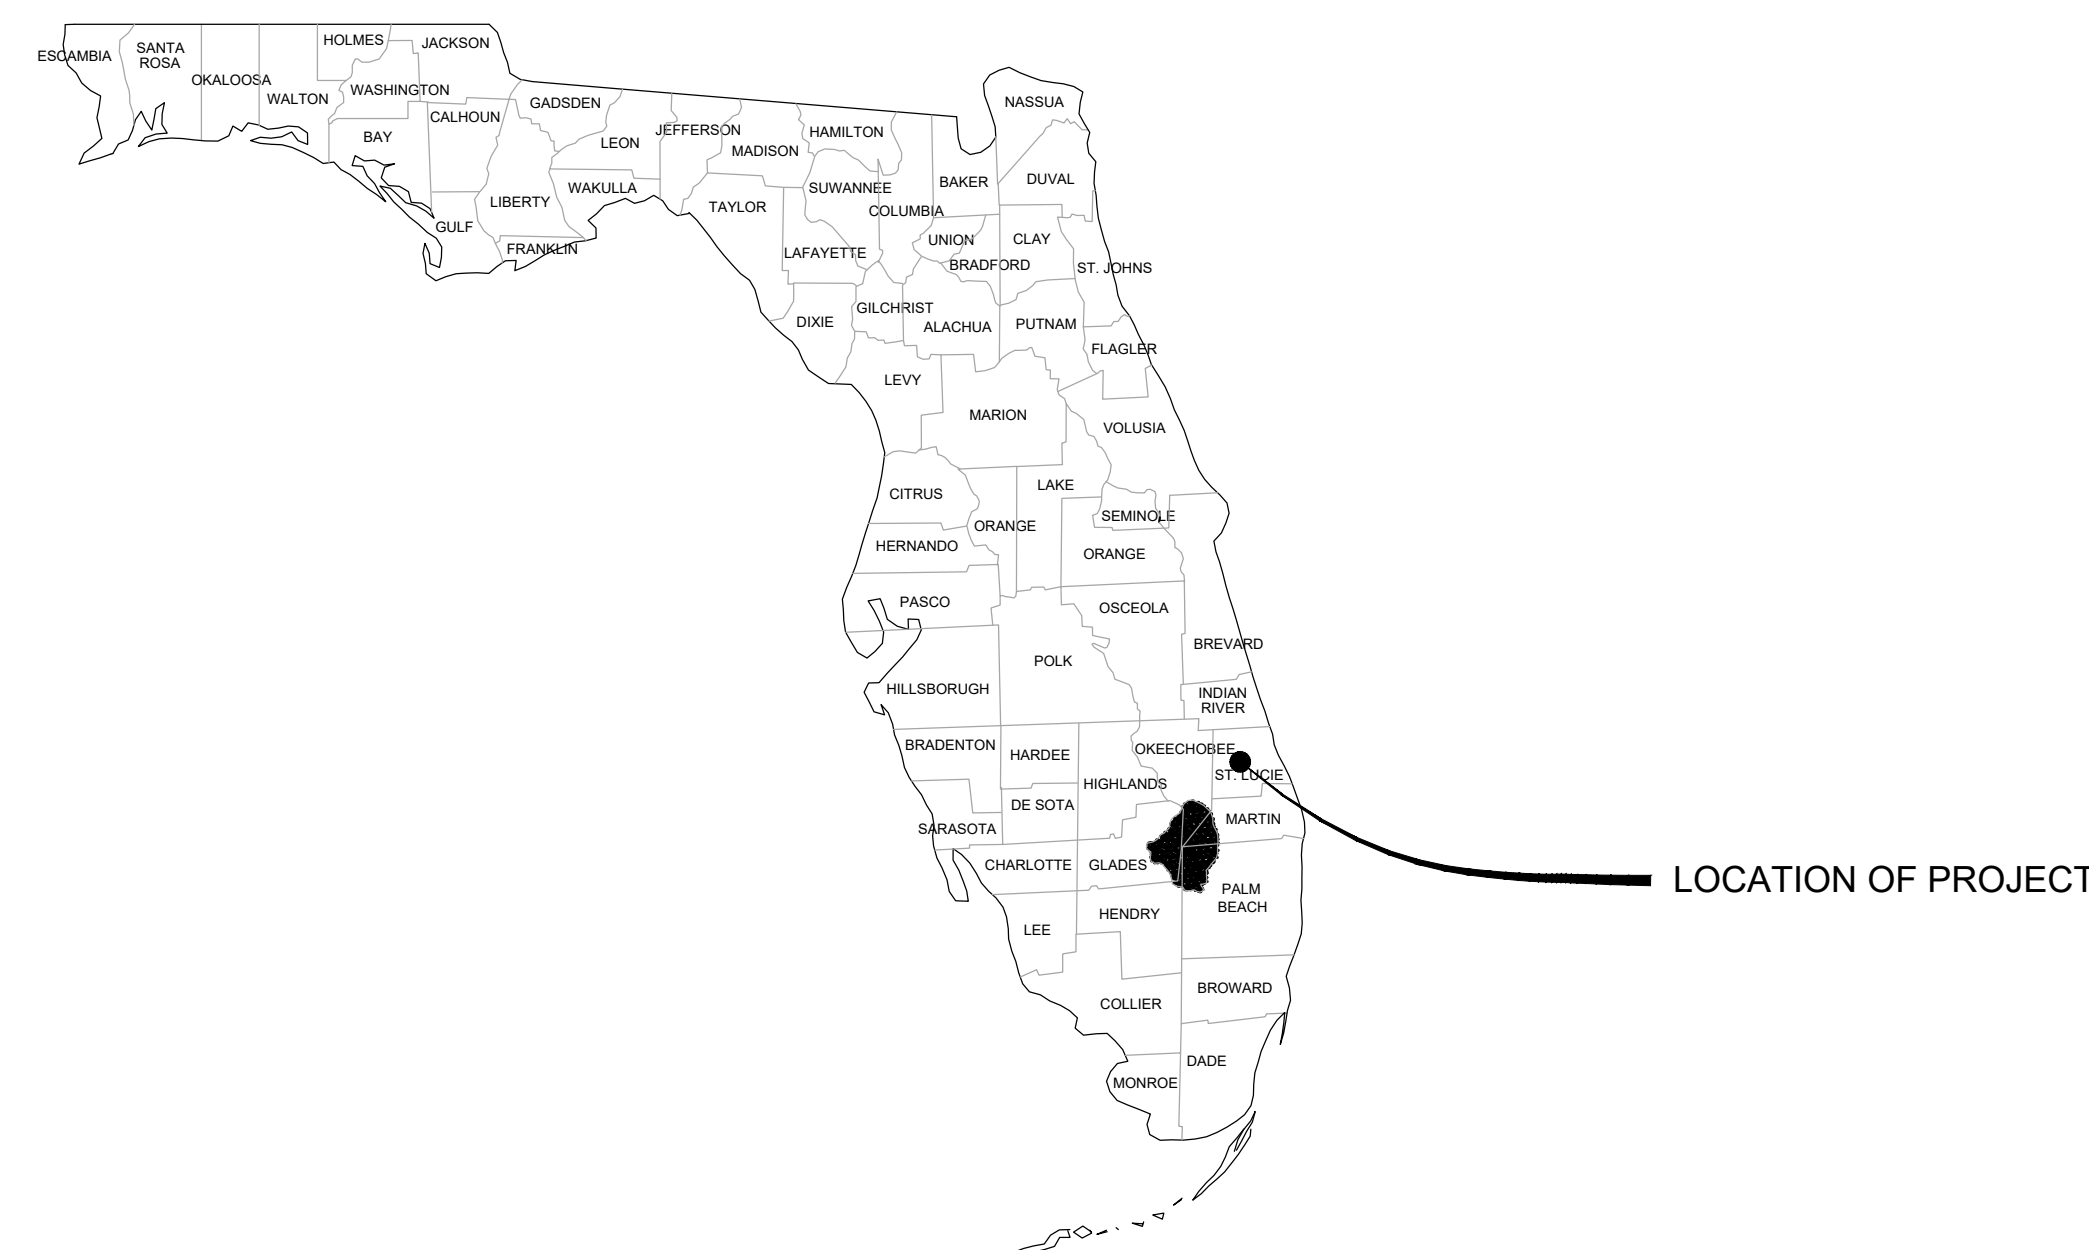 ESCAMBIA
SANTA
ROSA
OKALOOSA
WALTON
HOLMES
JACKSON
WASHINGTON
BAY
CALHOUN
GULF
LIBERTY
FRANKLIN
GADSDEN
LEON
WAKULLA
JEFFERSON
MADISON
TAYLOR
HAMILTON
SUWANNEE
COLUMBIA
LAFAYETTE
BAKER
NASSUA
DUVAL
UNION
BRADFORD
CLAY
ST. JOHNS
DIXIE
GILCHRIST
ALACHUA
PUTNAM
FLAGLER
LEVY
MARION
VOLUSIA
CITRUS
LAKE
ORANGE
SEMINOLE
HERNANDO
ORANGE
PASCO
OSCEOLA
POLK
BREVARD
HILLSBORUGH
INDIAN
RIVER
BRADENTON
HARDEE
OKEECHOBEE
HIGHLANDS
ST. LUCIE
DE SOTA
SARASOTA
MARTIN
CHARLOTTE
GLADES
LOCATION OF PROJECT
PALM
BEACH
HENDRY
LEE
BROWARD
COLLIER
DADE
MONROE